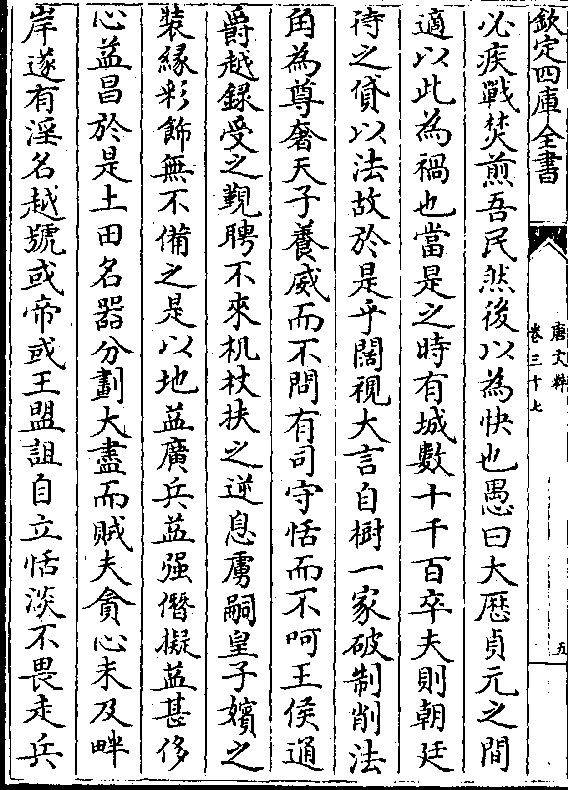 欽定四庫全書
唐文粹
卷三十七
五
必疾戰焚煎吾民然後以為快也愚曰大厯貞元之間
適以此為禍也當是之時有城數十千百卒夫則朝廷
待之貸以法故於是乎闊視大言自樹一家破制削法
角為尊奢天子養威而不問有司守恬而不呵王侯通
爵越錄受之覲聘不來机杖扶之逆息虜嗣皇子嬪之
裝緣彩飾無不備之是以地益廣兵益强僭擬益甚侈
心益昌於是土田名器分劃大盡而賊夫貪心未及畔
岸遂有淫名越號或帝或王盟詛自立恬淡不畏走兵